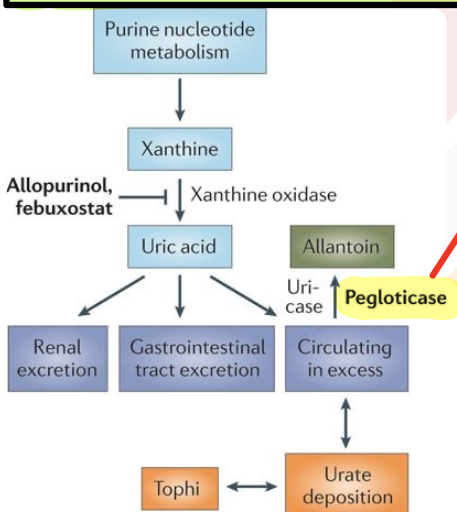 Purine nucleotide
metabolism
Xanthine
Allopurinol,
febuxostat
Xanthine oxidase
Uric acid
Allantoin
Uri-
case
Pegloticase
Renal
excretion
Gastrointestinal
tract excretion
Circulating
in excess
Tophi
Urate
deposition